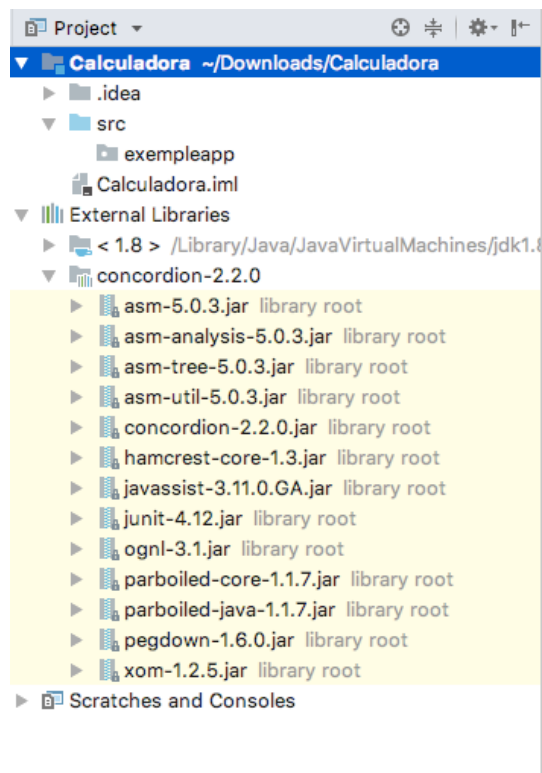 Project
Calculadora ~/Downloads/Calculadora
.idea
src
exempleapp
Calculadora.iml
External Libraries
< 1.8 > /Library/Java/JavaVirtualMachines/jdk1.8
concordion-2.2.0
asm-5.0.3.jar library root
asm-analysis-5.0.3.jar library root
asm-tree-5.0.3.jar library root
asm-util-5.0.3.jar library root
concordion-2.2.0.jar library root
hamcrest-core-1.3.jar library root
javassist-3.11.0.GA.jar library root
junit-4.12.jar library root
ognl-3.1.jar library root
parboiled-core-1.1.7.jar library root
parboiled-java-1.1.7.jar library root
pegdown-1.6.0.jar library root
xom-1.2.5.jar library root
Scratches and Consoles